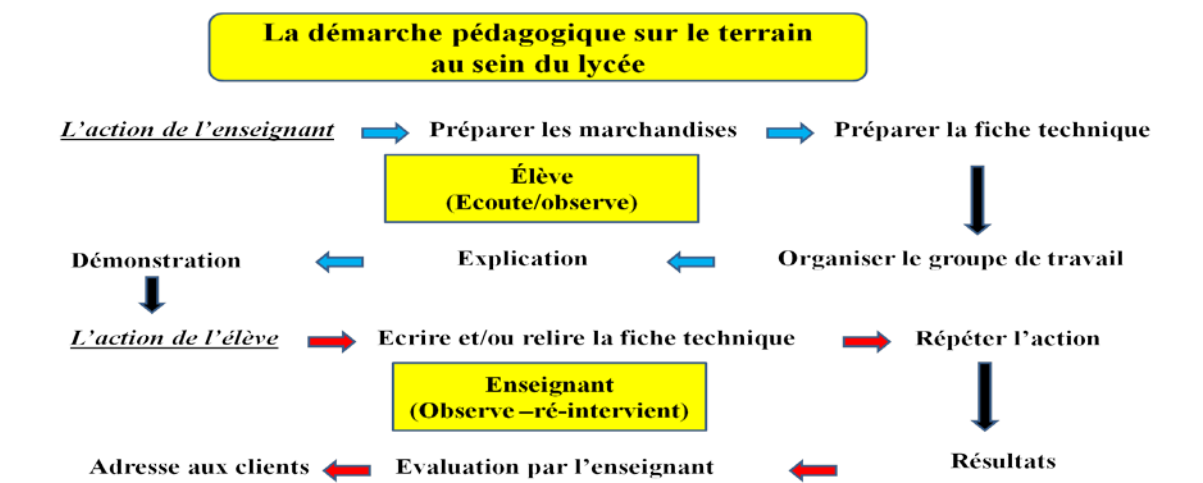 La démarche pédagogique sur le terrain
au sein du lycée
L'action de l'enseignant
Préparer les marchandises
Préparer la fiche technique
Élève
(Ecoute/observe)
Démonstration
Explication
Organiser le groupe de travail
L'action de l'élève
Ecrire et/ou relire la fiche technique
Répéter l'action
Enseignant
(Observe –ré-intervient)
Adresse aux clients
Evaluation par l'enseignant
Résultats